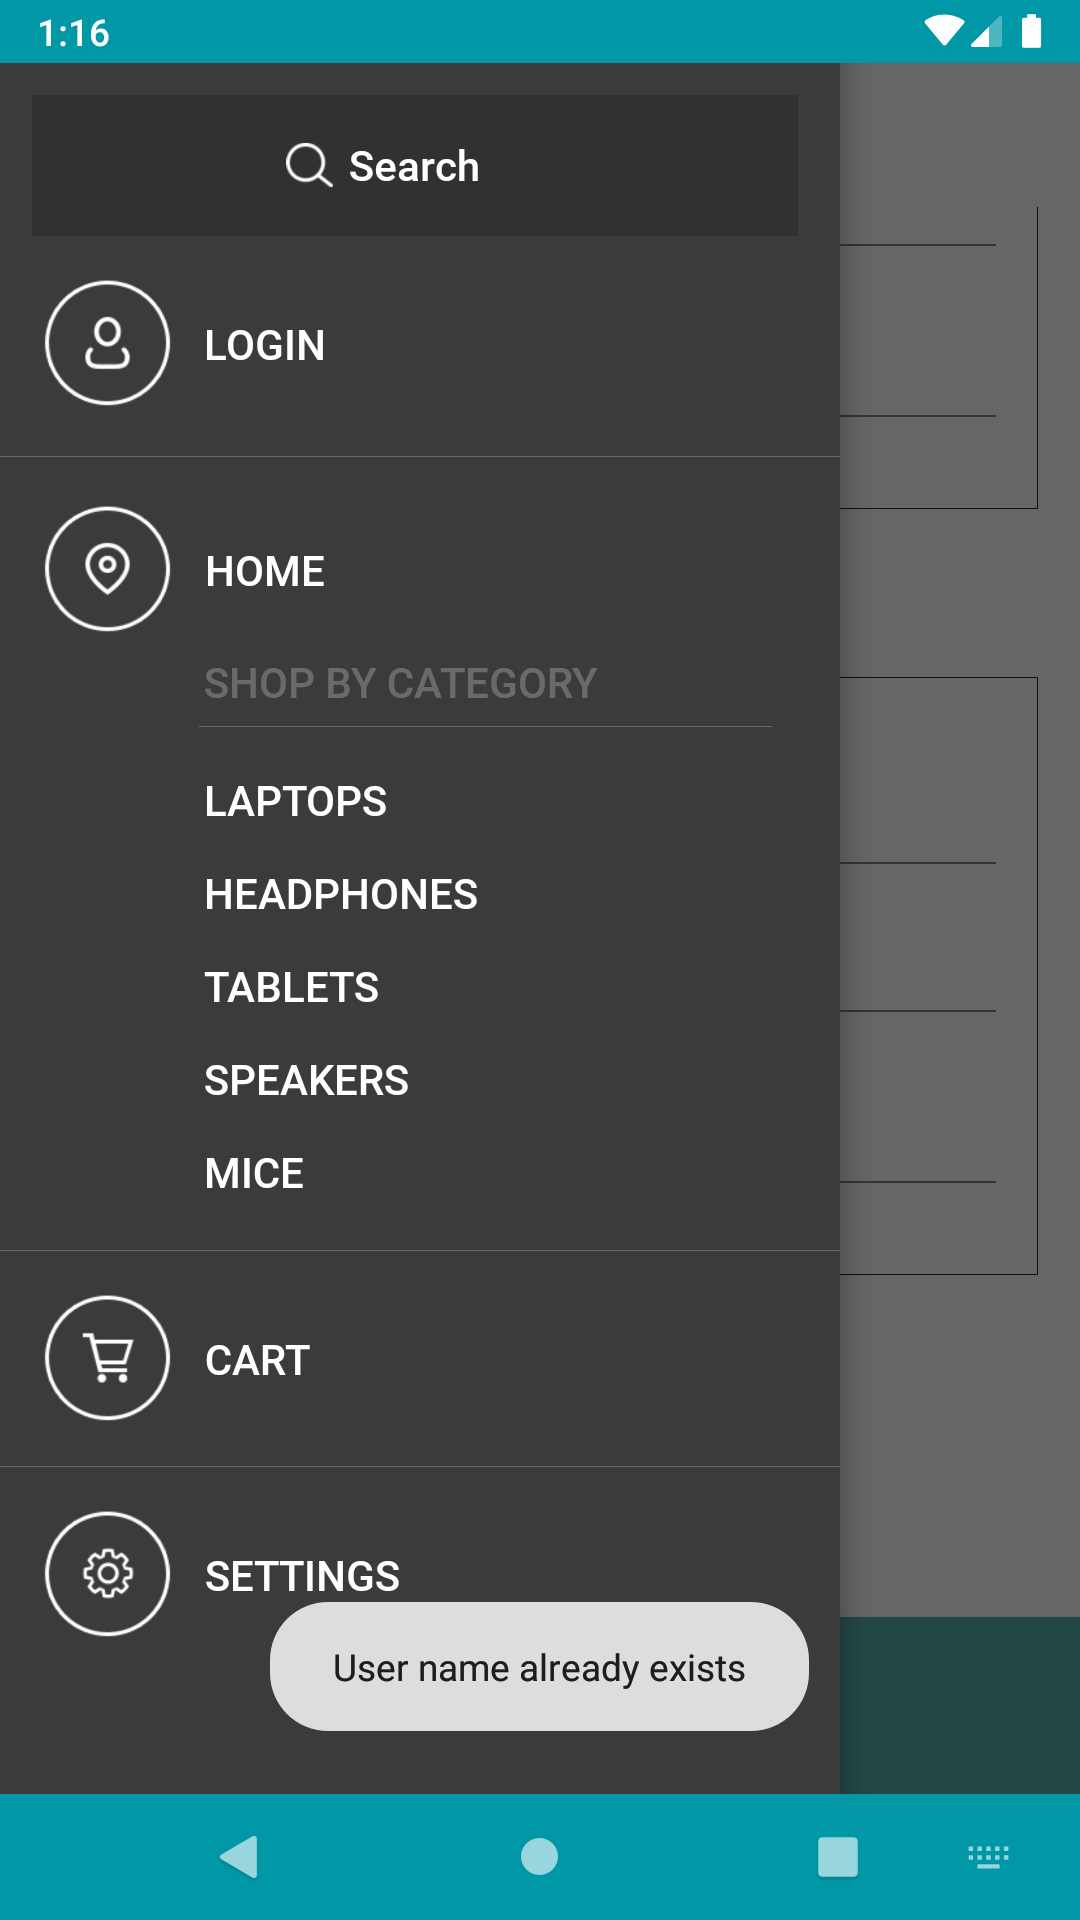 1:16
Search
LOGIN
HOME
SHOP BY CATEGORY
LAPTOPS
HEADPHONES
TABLETS
SPEAKERS
MICE
CART
SETTINGS
User name already exists